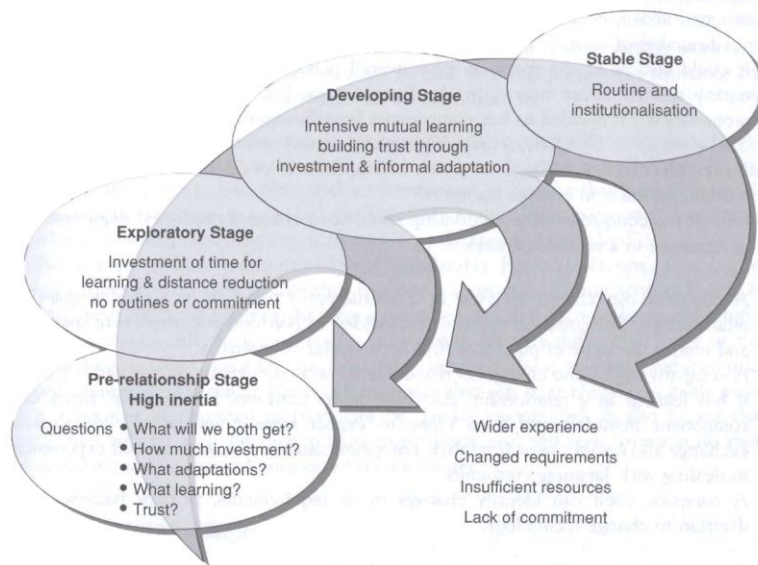 Stable Stage
Routine and
institutionalisation
Developing Stage
Intensive mutual learning
building trust through
investment & informal adaptation
Exploratory Stage
Investment of time for
learning & distance reduction
no routines or commitment
Pre-relationship Stage
High inertia
Questions • What will we both get?
• How much investment?
• What adaptations?
• What learning?
• Trust?
Wider experience
Changed requirements
Insufficient resources
Lack of commitment